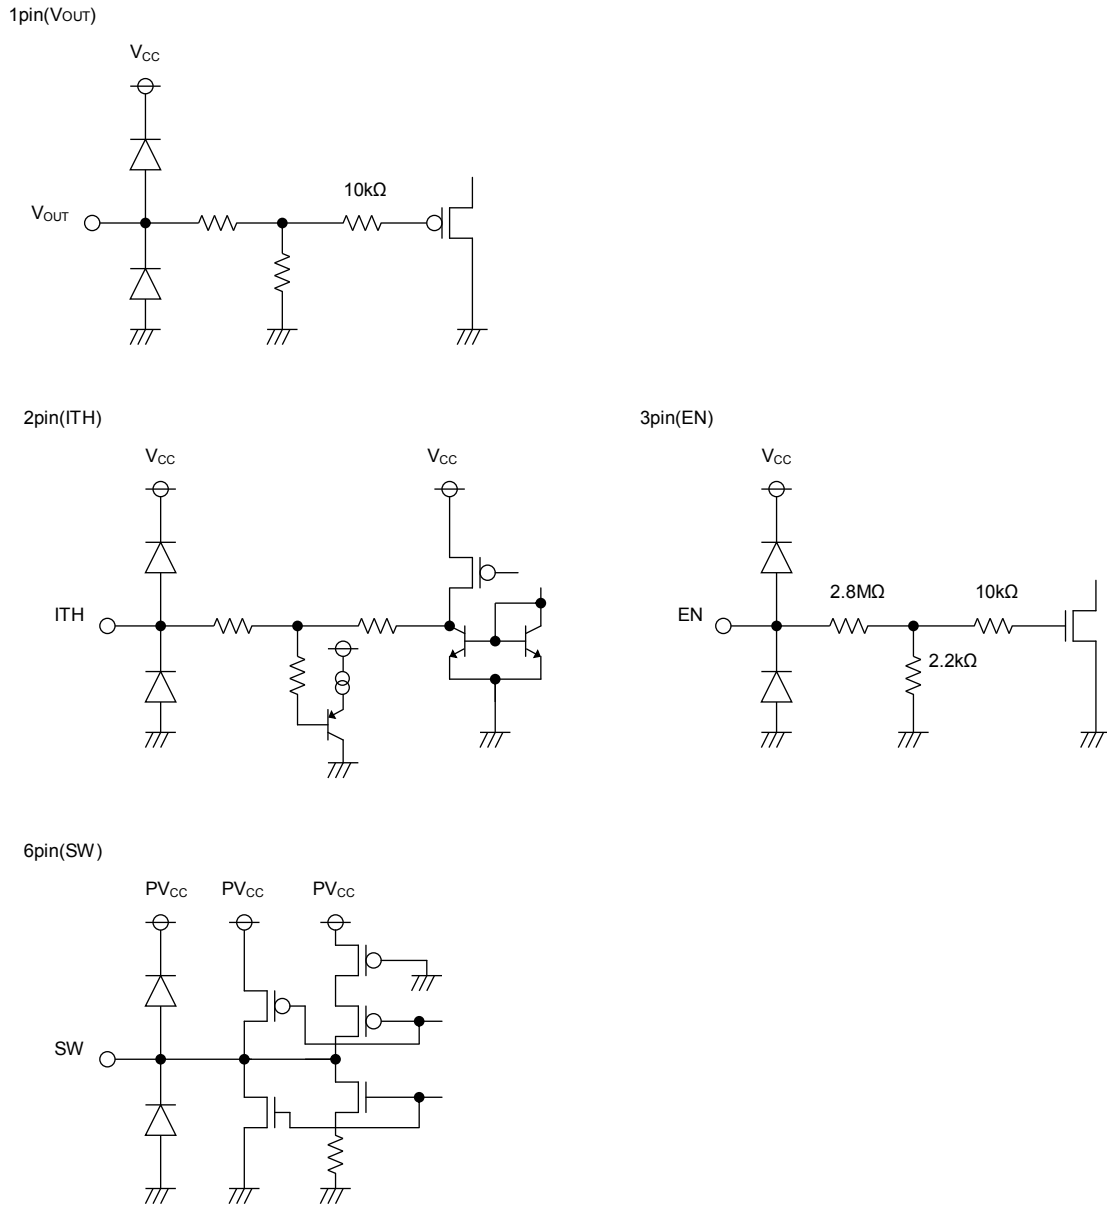 1pin(VOUT)
VCC
10kΩ
VOUT
2pin(ITH)
3pin(EN)
VCC
VCC
VCC
2.8MΩ
10kΩ
ITH
EN
2.2kΩ
6pin(SW)
PVCC
PVCC
PVCC
SW